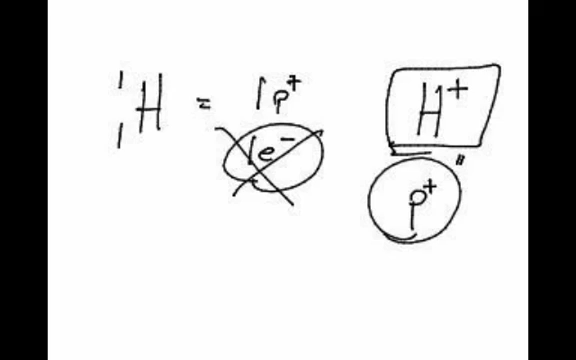 ¹₁H = 1p⁺
1e⁻
H⁺
"
p⁺